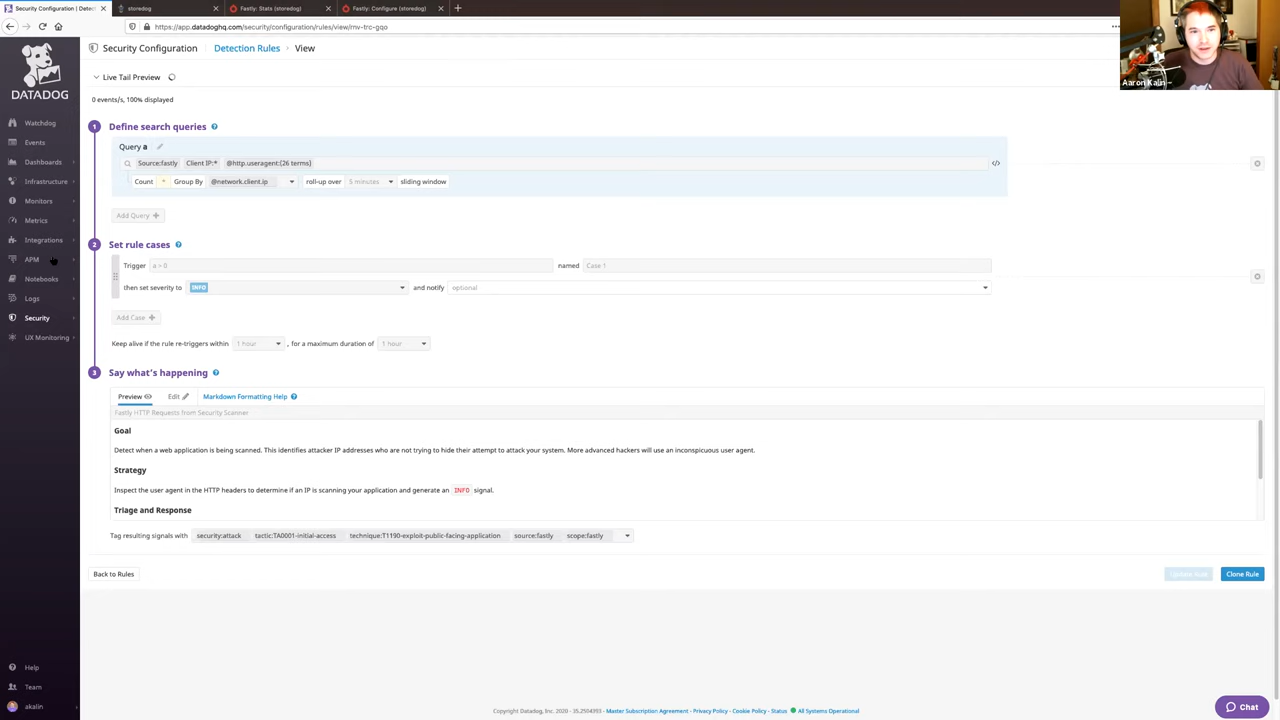 Security Configuration | Detec
storedog
Fastly: Stats (storedog)
Fastly: Configure (storedog)
https://app.datadoghq.com/security/configuration/rules/view/mv-trc-gqo
DATADOG
Watchdog
Events
Dashboards
Infrastructure
Monitors
Metrics
Integrations
APM
Notebooks
Logs
Security
UX Monitoring
Help
Team
akalin
Security Configuration
Detection Rules > View
Live Tail Preview
0 events/s, 100% displayed
1 Define search queries
Query a
Source:fastly Client IP:* @http.useragent:(26 terms) </>
Count * Group By @network.client.ip roll-up over 5 minutes sliding window
Add Query +
2 Set rule cases
Trigger a > 0 named Case 1
then set severity to INFO and notify optional
Add Case +
Keep alive if the rule re-triggers within 1 hour , for a maximum duration of 1 hour
3 Say what's happening
Preview Edit Markdown Formatting Help
Fastly HTTP Requests from Security Scanner
Goal
Detect when a web application is being scanned. This identifies attacker IP addresses who are not trying to hide their attempt to attack your system. More advanced hackers will use an inconspicuous user agent.
Strategy
Inspect the user agent in the HTTP headers to determine if an IP is scanning your application and generate an INFO signal.
Triage and Response
Tag resulting signals with security:attack tactic:TA0001-initial-access technique:T1190-exploit-public-facing-application source:fastly scope:fastly
Back to Rules
Update Rule
Clone Rule
Copyright Datadog, Inc. 2020 - 35.2504393 - Master Subscription Agreement - Privacy Policy - Cookie Policy - Status All Systems Operational
Chat
Aaron Kalin